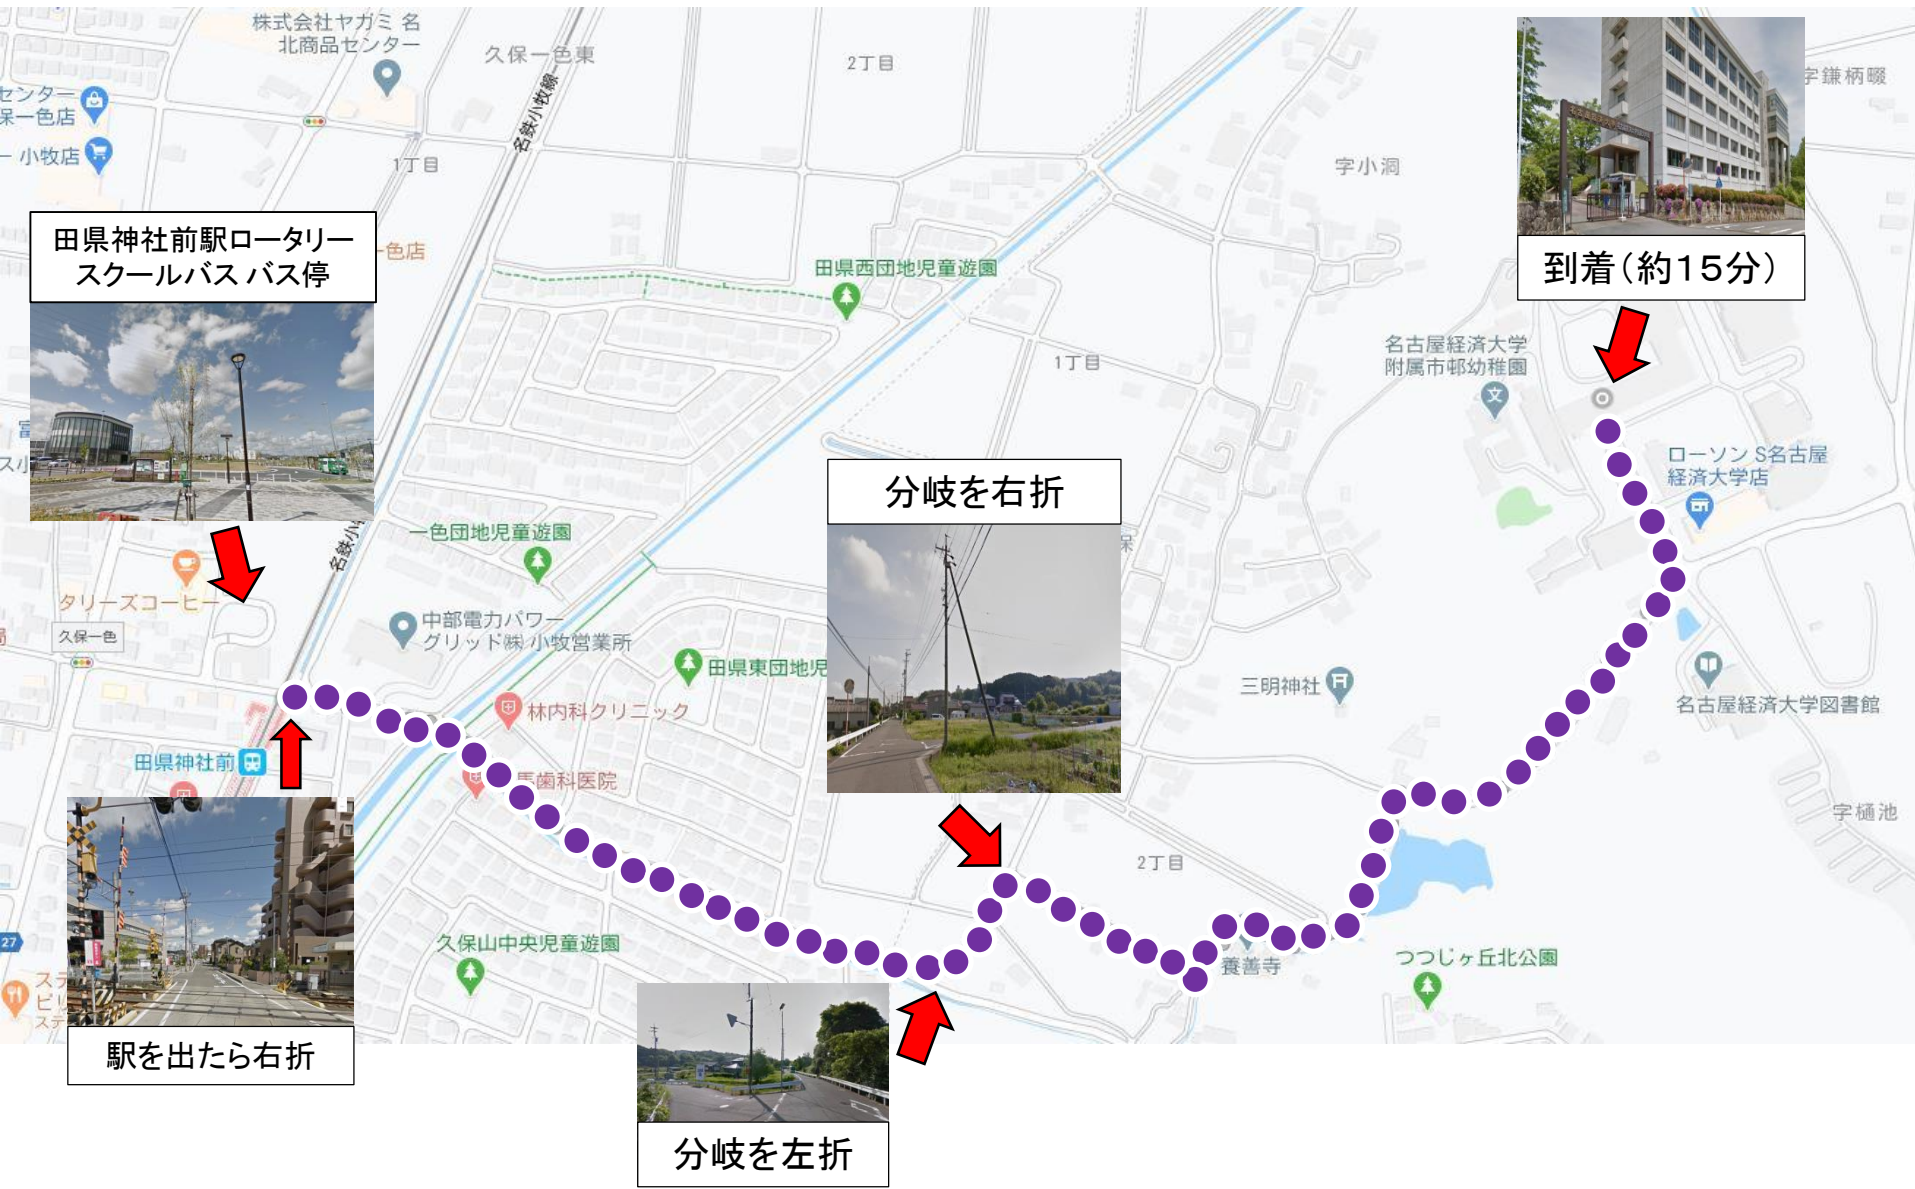 株式会社ヤガミ 名
北商品センター
久保一色東
2丁目
字鎌柄畷
センター
保一色店
小牧店
1丁目
名鉄小牧線
字小洞
田県神社前駅ロータリー
スクールバス バス停
一色店
田県西団地児童遊園
到着(約15分)
1丁目
名古屋経済大学
附属市邨幼稚園
文
分岐を右折
ローソン S名古屋
経済大学店
一色団地児童遊園
名鉄小
タリーズコーヒー
久保一色
中部電力パワー
グリッド㈱ 小牧営業所
田県東団地児
三明神社
林内科クリニック
名古屋経済大学図書館
田県神社前
馬歯科医院
字樋池
2丁目
27
久保山中央児童遊園
養善寺
つつじヶ丘北公園
駅を出たら右折
分岐を左折